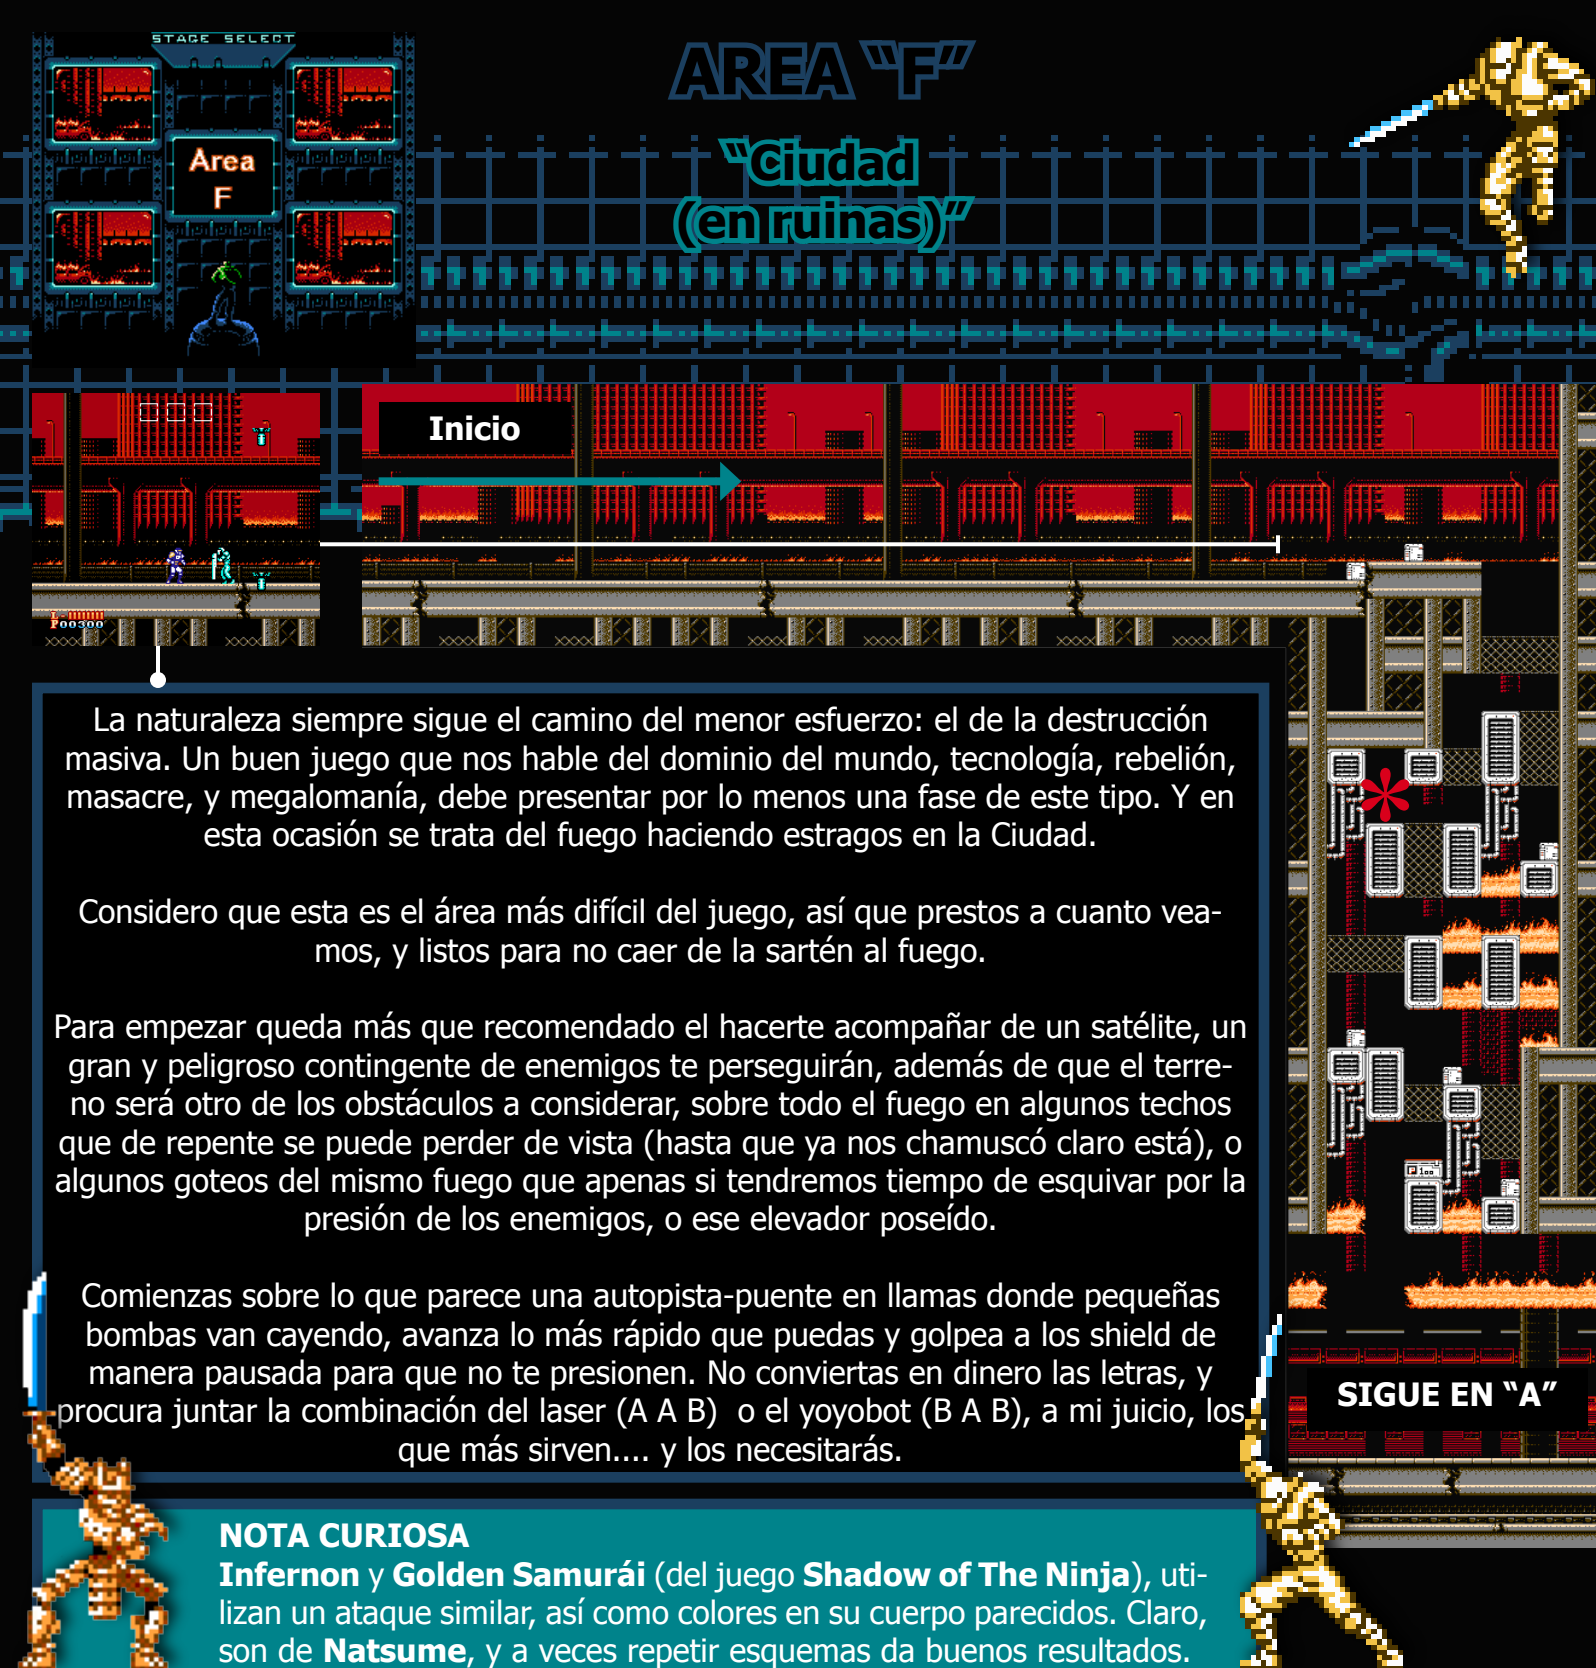 STAGE SELECT
Area
F
AREA “F”
“Ciudad
(en ruinas)”
Inicio
L-
P00300
La naturaleza siempre sigue el camino del menor esfuerzo: el de la destrucción
masiva. Un buen juego que nos hable del dominio del mundo, tecnología, rebelión,
masacre, y megalomanía, debe presentar por lo menos una fase de este tipo. Y en
esta ocasión se trata del fuego haciendo estragos en la Ciudad.
Considero que esta es el área más difícil del juego, así que prestos a cuanto vea-
mos, y listos para no caer de la sartén al fuego.
Para empezar queda más que recomendado el hacerte acompañar de un satélite, un
gran y peligroso contingente de enemigos te perseguirán, además de que el terre-
no será otro de los obstáculos a considerar, sobre todo el fuego en algunos techos
que de repente se puede perder de vista (hasta que ya nos chamuscó claro está), o
algunos goteos del mismo fuego que apenas si tendremos tiempo de esquivar por la
presión de los enemigos, o ese elevador poseído.
Comienzas sobre lo que parece una autopista-puente en llamas donde pequeñas
bombas van cayendo, avanza lo más rápido que puedas y golpea a los shield de
manera pausada para que no te presionen. No conviertas en dinero las letras, y
procura juntar la combinación del laser (A A B) o el yoyobot (B A B), a mi juicio, los
que más sirven.... y los necesitarás.
*
P 100
SIGUE EN “A”
NOTA CURIOSA
Infernon y Golden Samurái (del juego Shadow of The Ninja), uti-
lizan un ataque similar, así como colores en su cuerpo parecidos. Claro,
son de Natsume, y a veces repetir esquemas da buenos resultados.